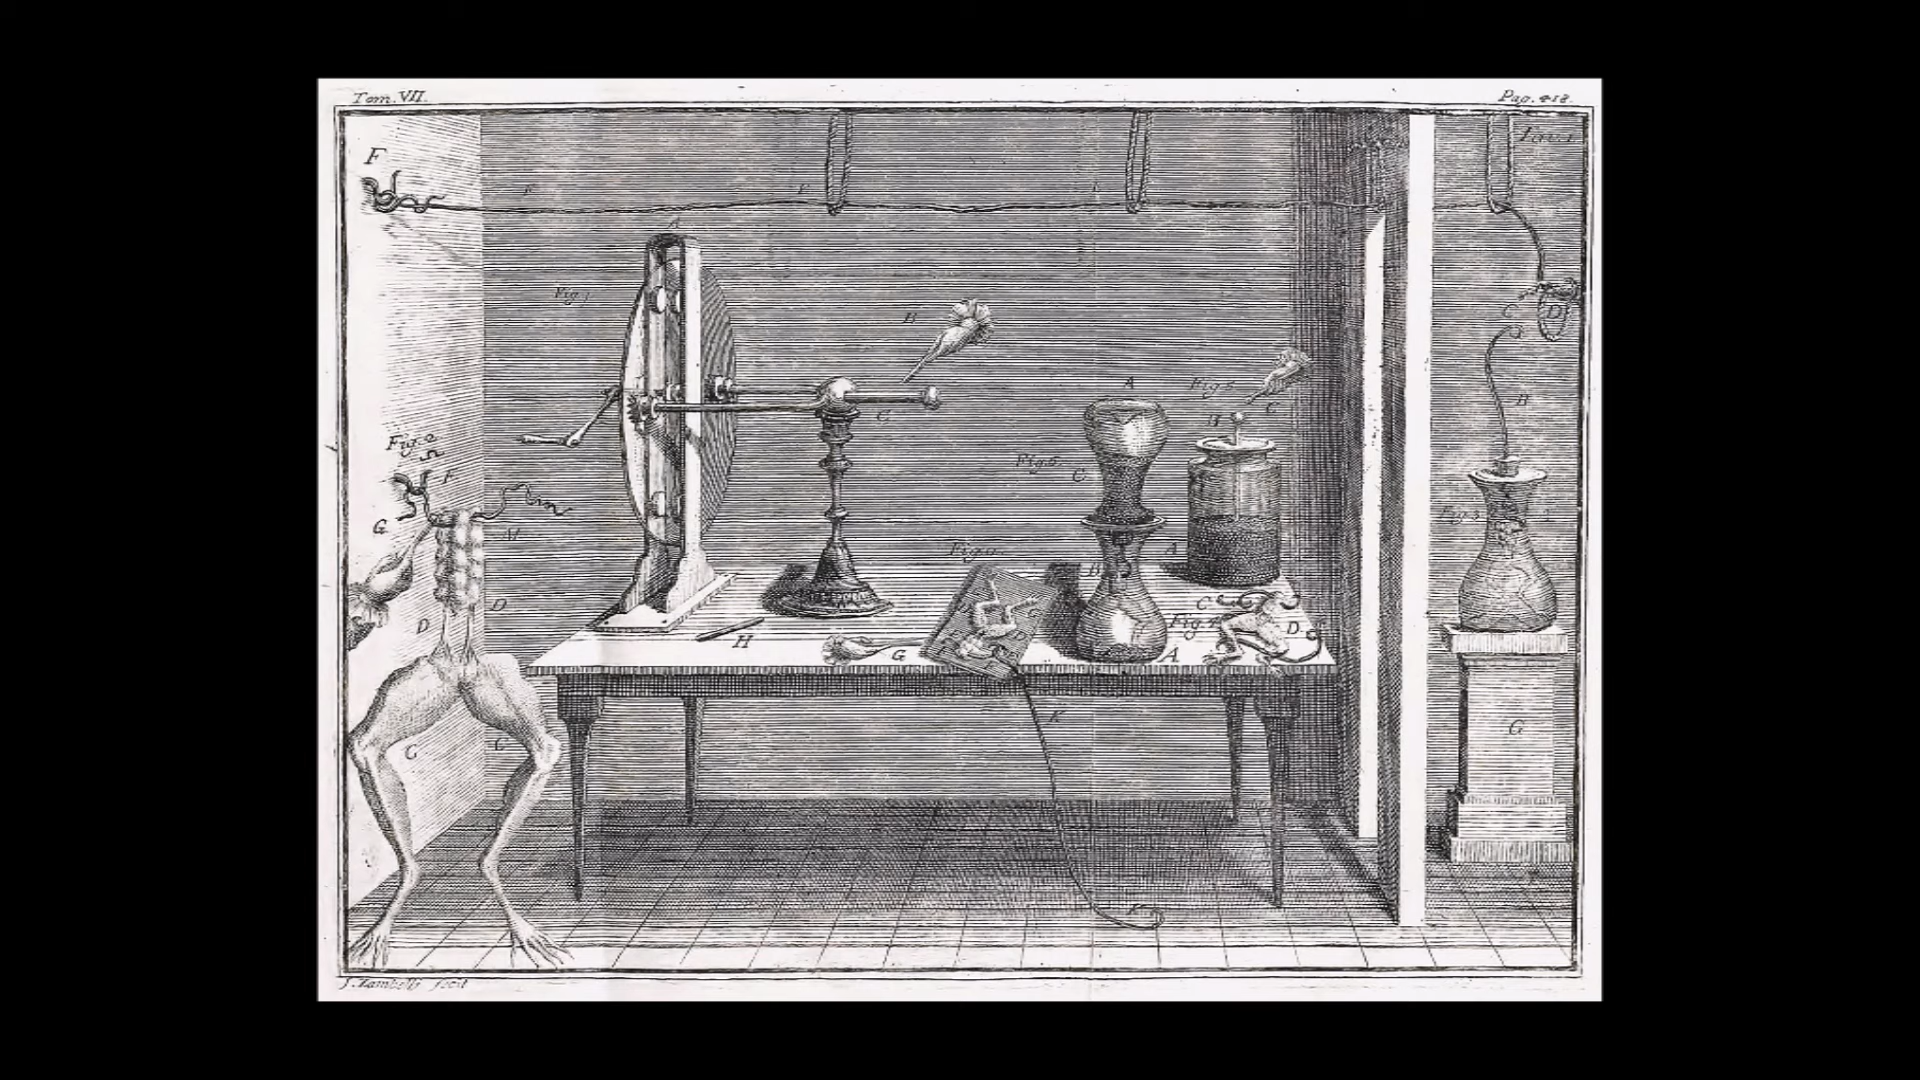 Tom. VII.
Pag. 418.
F
F
F
F
A
Fig. 1
B
C
A
Fig. 5
C
B
C
D
B
Fig. 2
Ω
F
G
M
Fig. 6
C
A
Fig. 3
D
D
B
C
Fig. 4
D
H
G
A
K
G
C
C
K